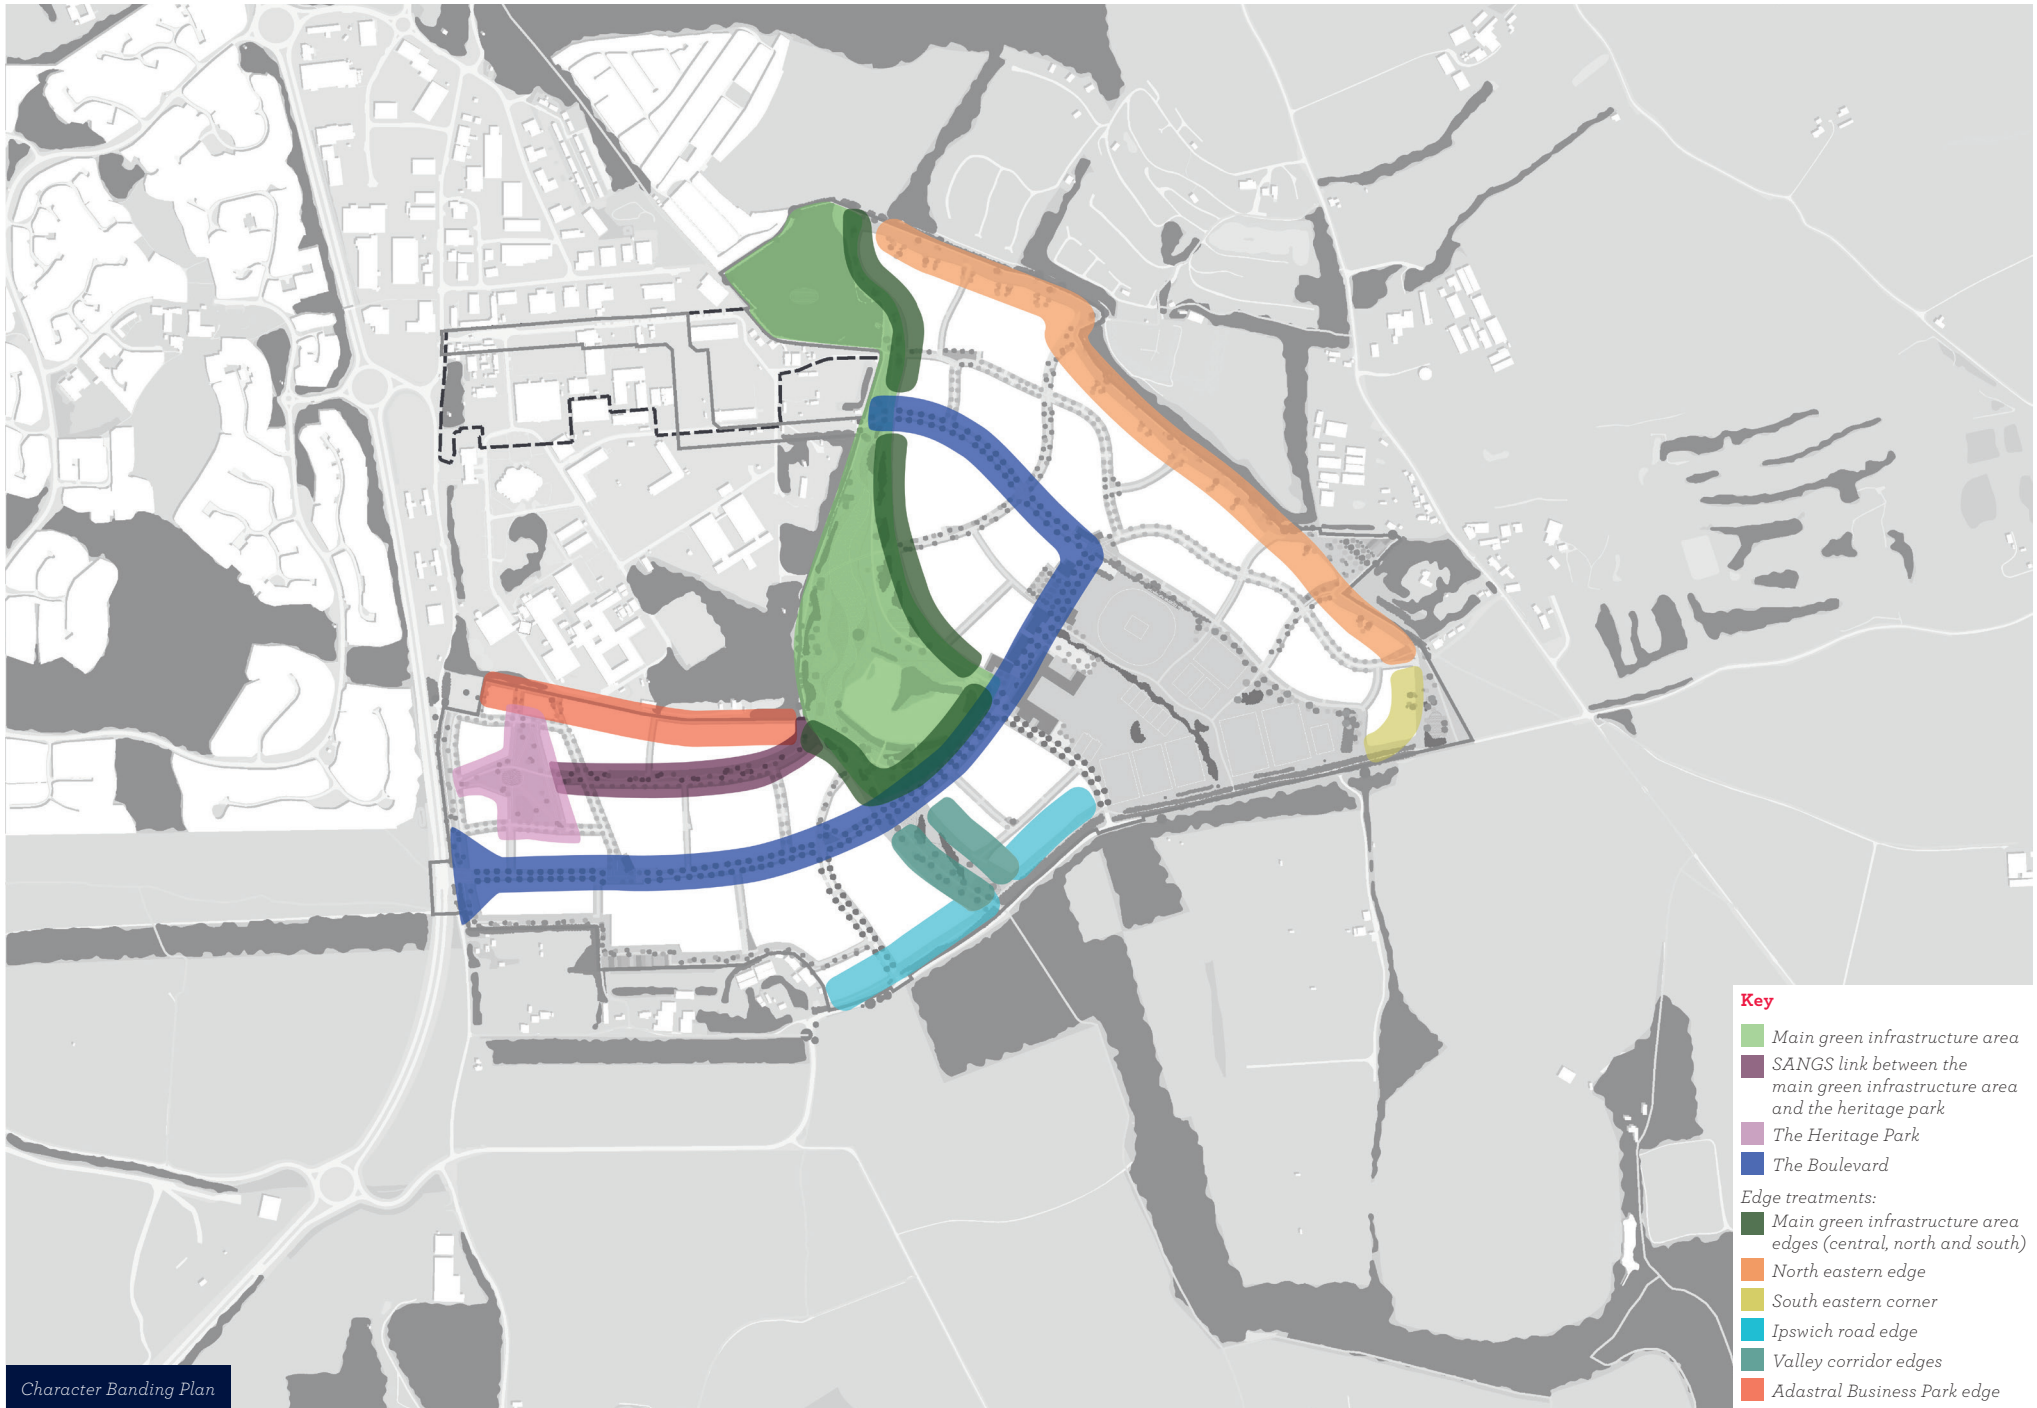 Key
Main green infrastructure area
SANGS link between the
main green infrastructure area
and the heritage park
The Heritage Park
The Boulevard
Edge treatments:
Main green infrastructure area
edges (central, north and south)
North eastern edge
South eastern corner
Ipswich road edge
Valley corridor edges
Adastral Business Park edge
Character Banding Plan